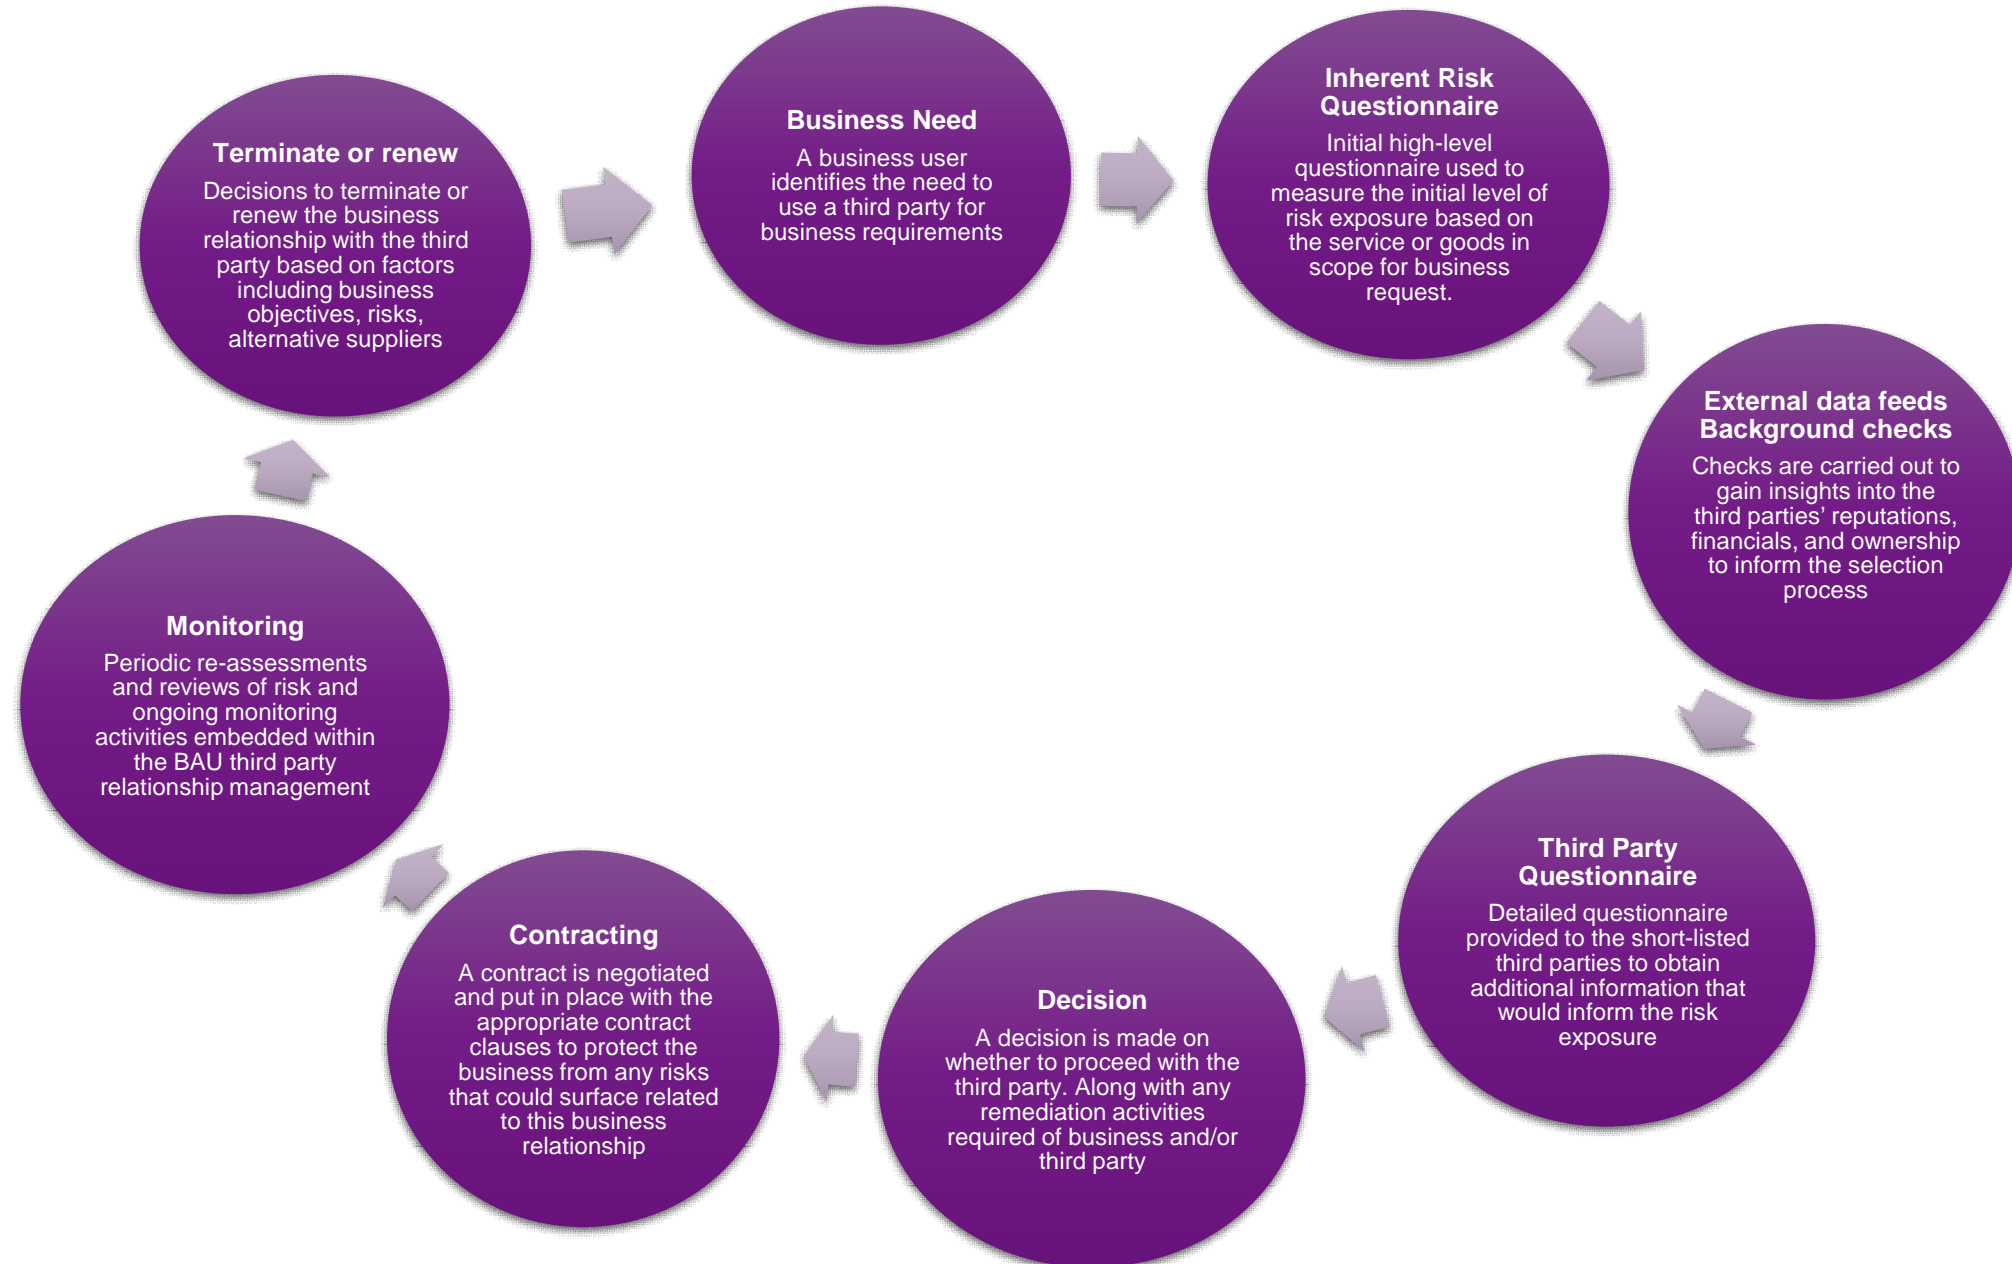 Business Need
A business user
identifies the need to
use a third party for
business requirements
Inherent Risk
Questionnaire
Initial high-level
questionnaire used to
measure the initial level of
risk exposure based on
the service or goods in
scope for business
request.
External data feeds
Background checks
Checks are carried out to
gain insights into the
third parties’ reputations,
financials, and ownership
to inform the selection
process
Third Party
Questionnaire
Detailed questionnaire
provided to the short-listed
third parties to obtain
additional information that
would inform the risk
exposure
Decision
A decision is made on
whether to proceed with the
third party. Along with any
remediation activities
required of business and/or
third party
Contracting
A contract is negotiated
and put in place with the
appropriate contract
clauses to protect the
business from any risks
that could surface related
to this business
relationship
Monitoring
Periodic re-assessments
and reviews of risk and
ongoing monitoring
activities embedded within
the BAU third party
relationship management
Terminate or renew
Decisions to terminate or
renew the business
relationship with the third
party based on factors
including business
objectives, risks,
alternative suppliers